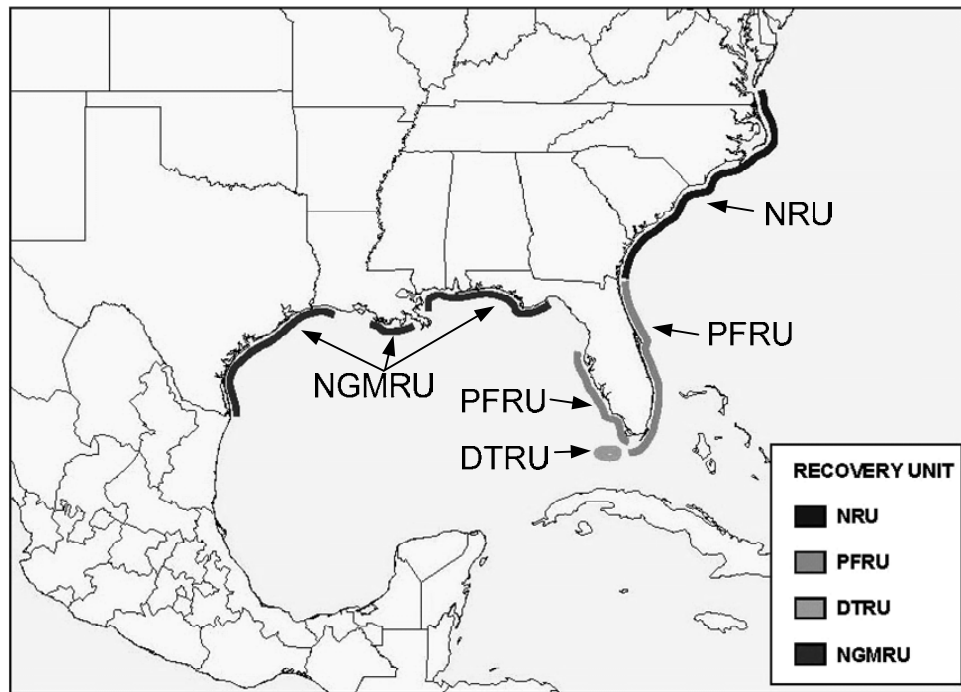 NRU
PFRU
NGMRU
PFRU
DTRU
RECOVERY UNIT
NRU
PFRU
DTRU
NGMRU